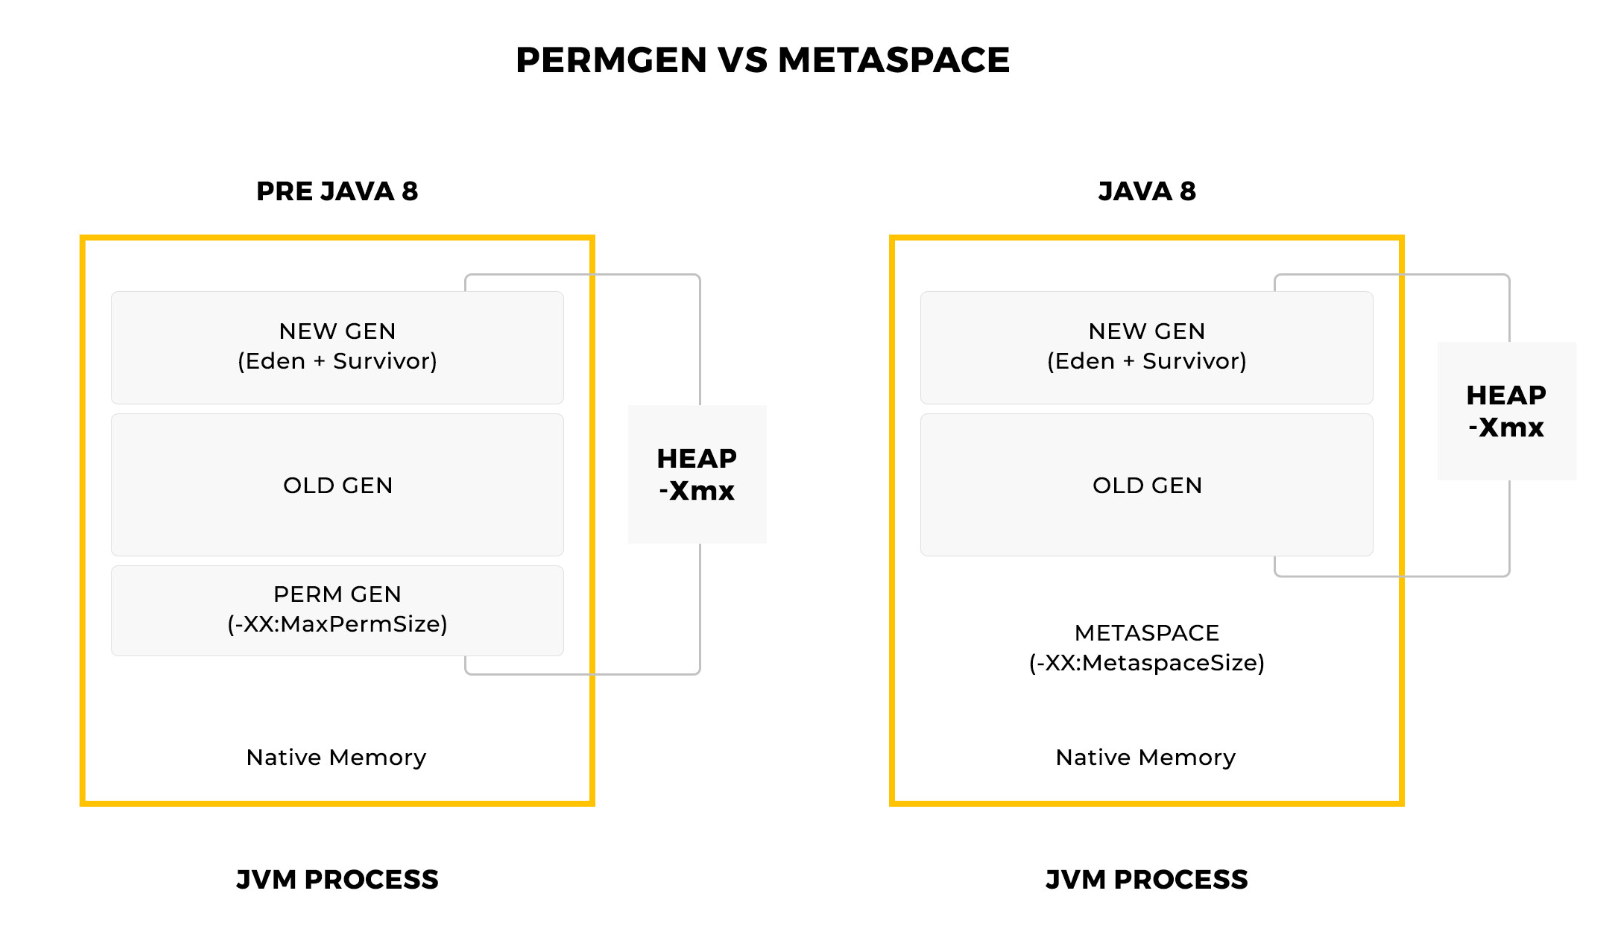 PERMGEN VS METASPACE
PRE JAVA 8
NEW GEN
(Eden + Survivor)
OLD GEN
PERM GEN
(-XX:MaxPermSize)
HEAP
-Xmx
Native Memory
JVM PROCESS
JAVA 8
NEW GEN
(Eden + Survivor)
OLD GEN
HEAP
-Xmx
METASPACE
(-XX:MetaspaceSize)
Native Memory
JVM PROCESS